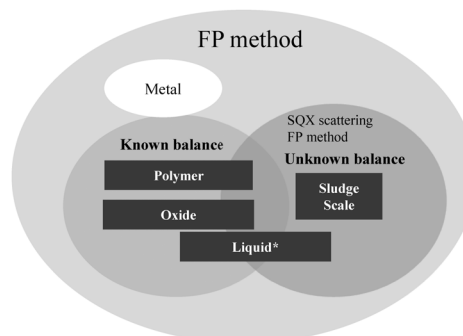 FP method
Metal
SQX scattering
FP method
Known balance
Unknown balance
Polymer
Sludge
Scale
Oxide
Liquid*